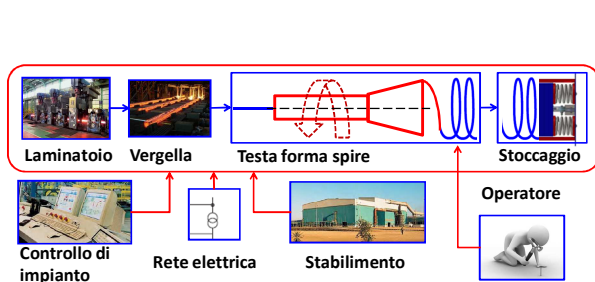 Laminatoio
Vergella
Testa forma spire
Stoccaggio
Controllo di
impianto
Rete elettrica
Stabilimento
Operatore